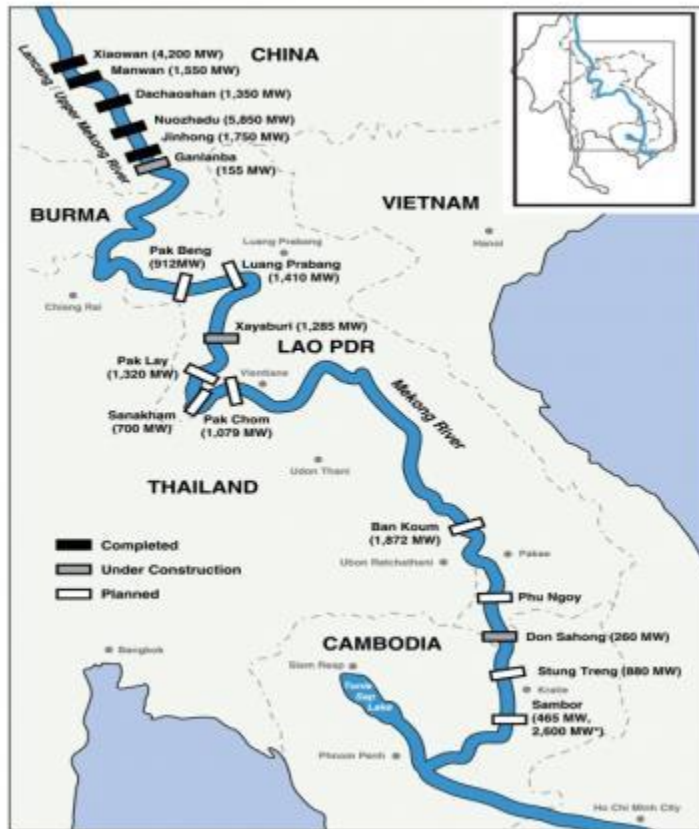 Xiaowan (4,200 MW)
CHINA
Manwan (1,550 MW)
Dachaoshan (1,350 MW)
Nuozhadu (5,850 MW)
Jinhong (1,750 MW)
Ganlanba
(155 MW)
Lancang / Upper Mekong River
BURMA
VIETNAM
Hanoi
Luang Prabang
Pak Beng
(912MW)
Luang Prabang
(1,410 MW)
Chiang Rai
Xayaburi (1,285 MW)
LAO PDR
Pak Lay
(1,320 MW)
Vientiane
Mekong River
Sanakham
(700 MW)
Pak Chom
(1,079 MW)
Udon Thani
THAILAND
Ban Koum
(1,872 MW)
Completed
Under Construction
Planned
Pakse
Ubon Ratchathani
Phu Ngoy
CAMBODIA
Don Sahong (260 MW)
Bangkok
Siem Reap
Stung Treng (880 MW)
Tonle
Sap
Lake
Kratie
Sambor
(465 MW,
2,600 MW*)
Phnom Penh
Ho Chi Minh City